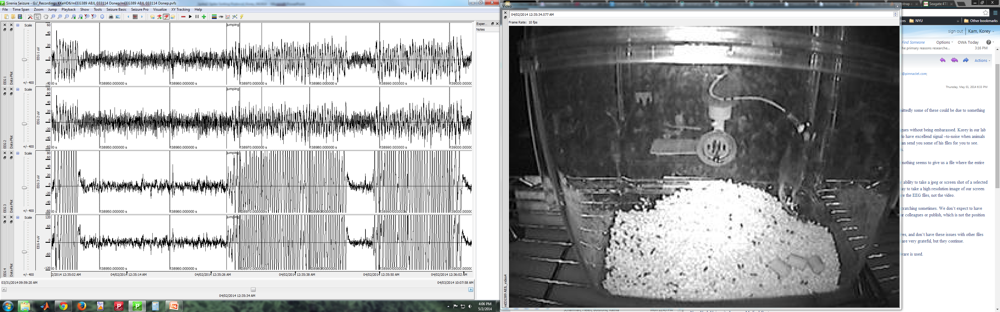 Sirenia Seizure - G:/_Recordings KKeHD6/mEEG389 ABJL 033114 Donep/mEEG389 ABJL 033114 Donep.pvfs
File Time Span Zoom Show Tools Jump Playback Seizure Basic Seizure Pro Visualize XY Tracking Help
Scale
60
40
20
0
-20
-40
EEG 1 uV
EEG 1
Data Plot
+/- 400
jumping
138950.000000 s
138960.000000 s
138970.000000 s
138980.000000 s
138990.000000 s
139000.00000
Scale
80
60
40
20
0
-20
-40
-60
EEG 2 uV
EEG 2
Data Plot
+/- 400
jumping
138950.000000 s
138960.000000 s
138970.000000 s
138980.000000 s
138990.000000 s
139000.00000
Scale
80
60
40
20
0
-20
-40
-60
EEG 3 uV
EEG 3
Data Plot
+/- 400
jumping
138950.000000 s
138960.000000 s
138970.000000 s
138980.000000 s
138990.000000 s
139000.00000
Scale
120
60
0
-60
-120
EEG 4 uV
EEG 4
Data Plot
+/- 400
jumping
138950.000000 s
138960.000000 s
138970.000000 s
138980.000000 s
138990.000000 s
139000.00000
2/2014 12:35:02 AM 04/02/2014 12:35:14 AM 04/02/2014 12:35:26 AM 04/02/2014 12:35:38 AM 04/02/2014 12:35:50 AM 04/02/2014 12:36:02 AM
03/31/2014 09:59:20 AM 04/03/2014 10:07:58 AM
04/02/2014 12:35:34 AM
Exper...
Notes
4:06 PM
5/2/2014
Video
04/02/2014 12:35:34.077 AM
Frame Rate: 10 fps
mEEG389 ABJL_video4
strap c
BH Seagate 4TE
ers NYU » Other bookmarks
sign out Kam, Korey
Find Someone Options OWA Today
he primary reasons researche... 3:16 PM
Actions
@pinnaclet.com;
Thursday, May 01, 2014 6:33 PM
ittedly some of these could be due to something
gues without being embarassed. Korey in our lab
lo have excellend signal –to-noise when animals
an send you some of his files for you to see.
s.
nothing seems to give us a file where the entire
ability to take a jpeg or screen shot of a selected
ay to take a high resolution image of our screen
re the EEG files, not the video.
cratching sometimes. We don't expect to have
r colleagues or publish, which is not the position
res, and don't have these issues with other files
are very grateful, but they continue.
ware is used.